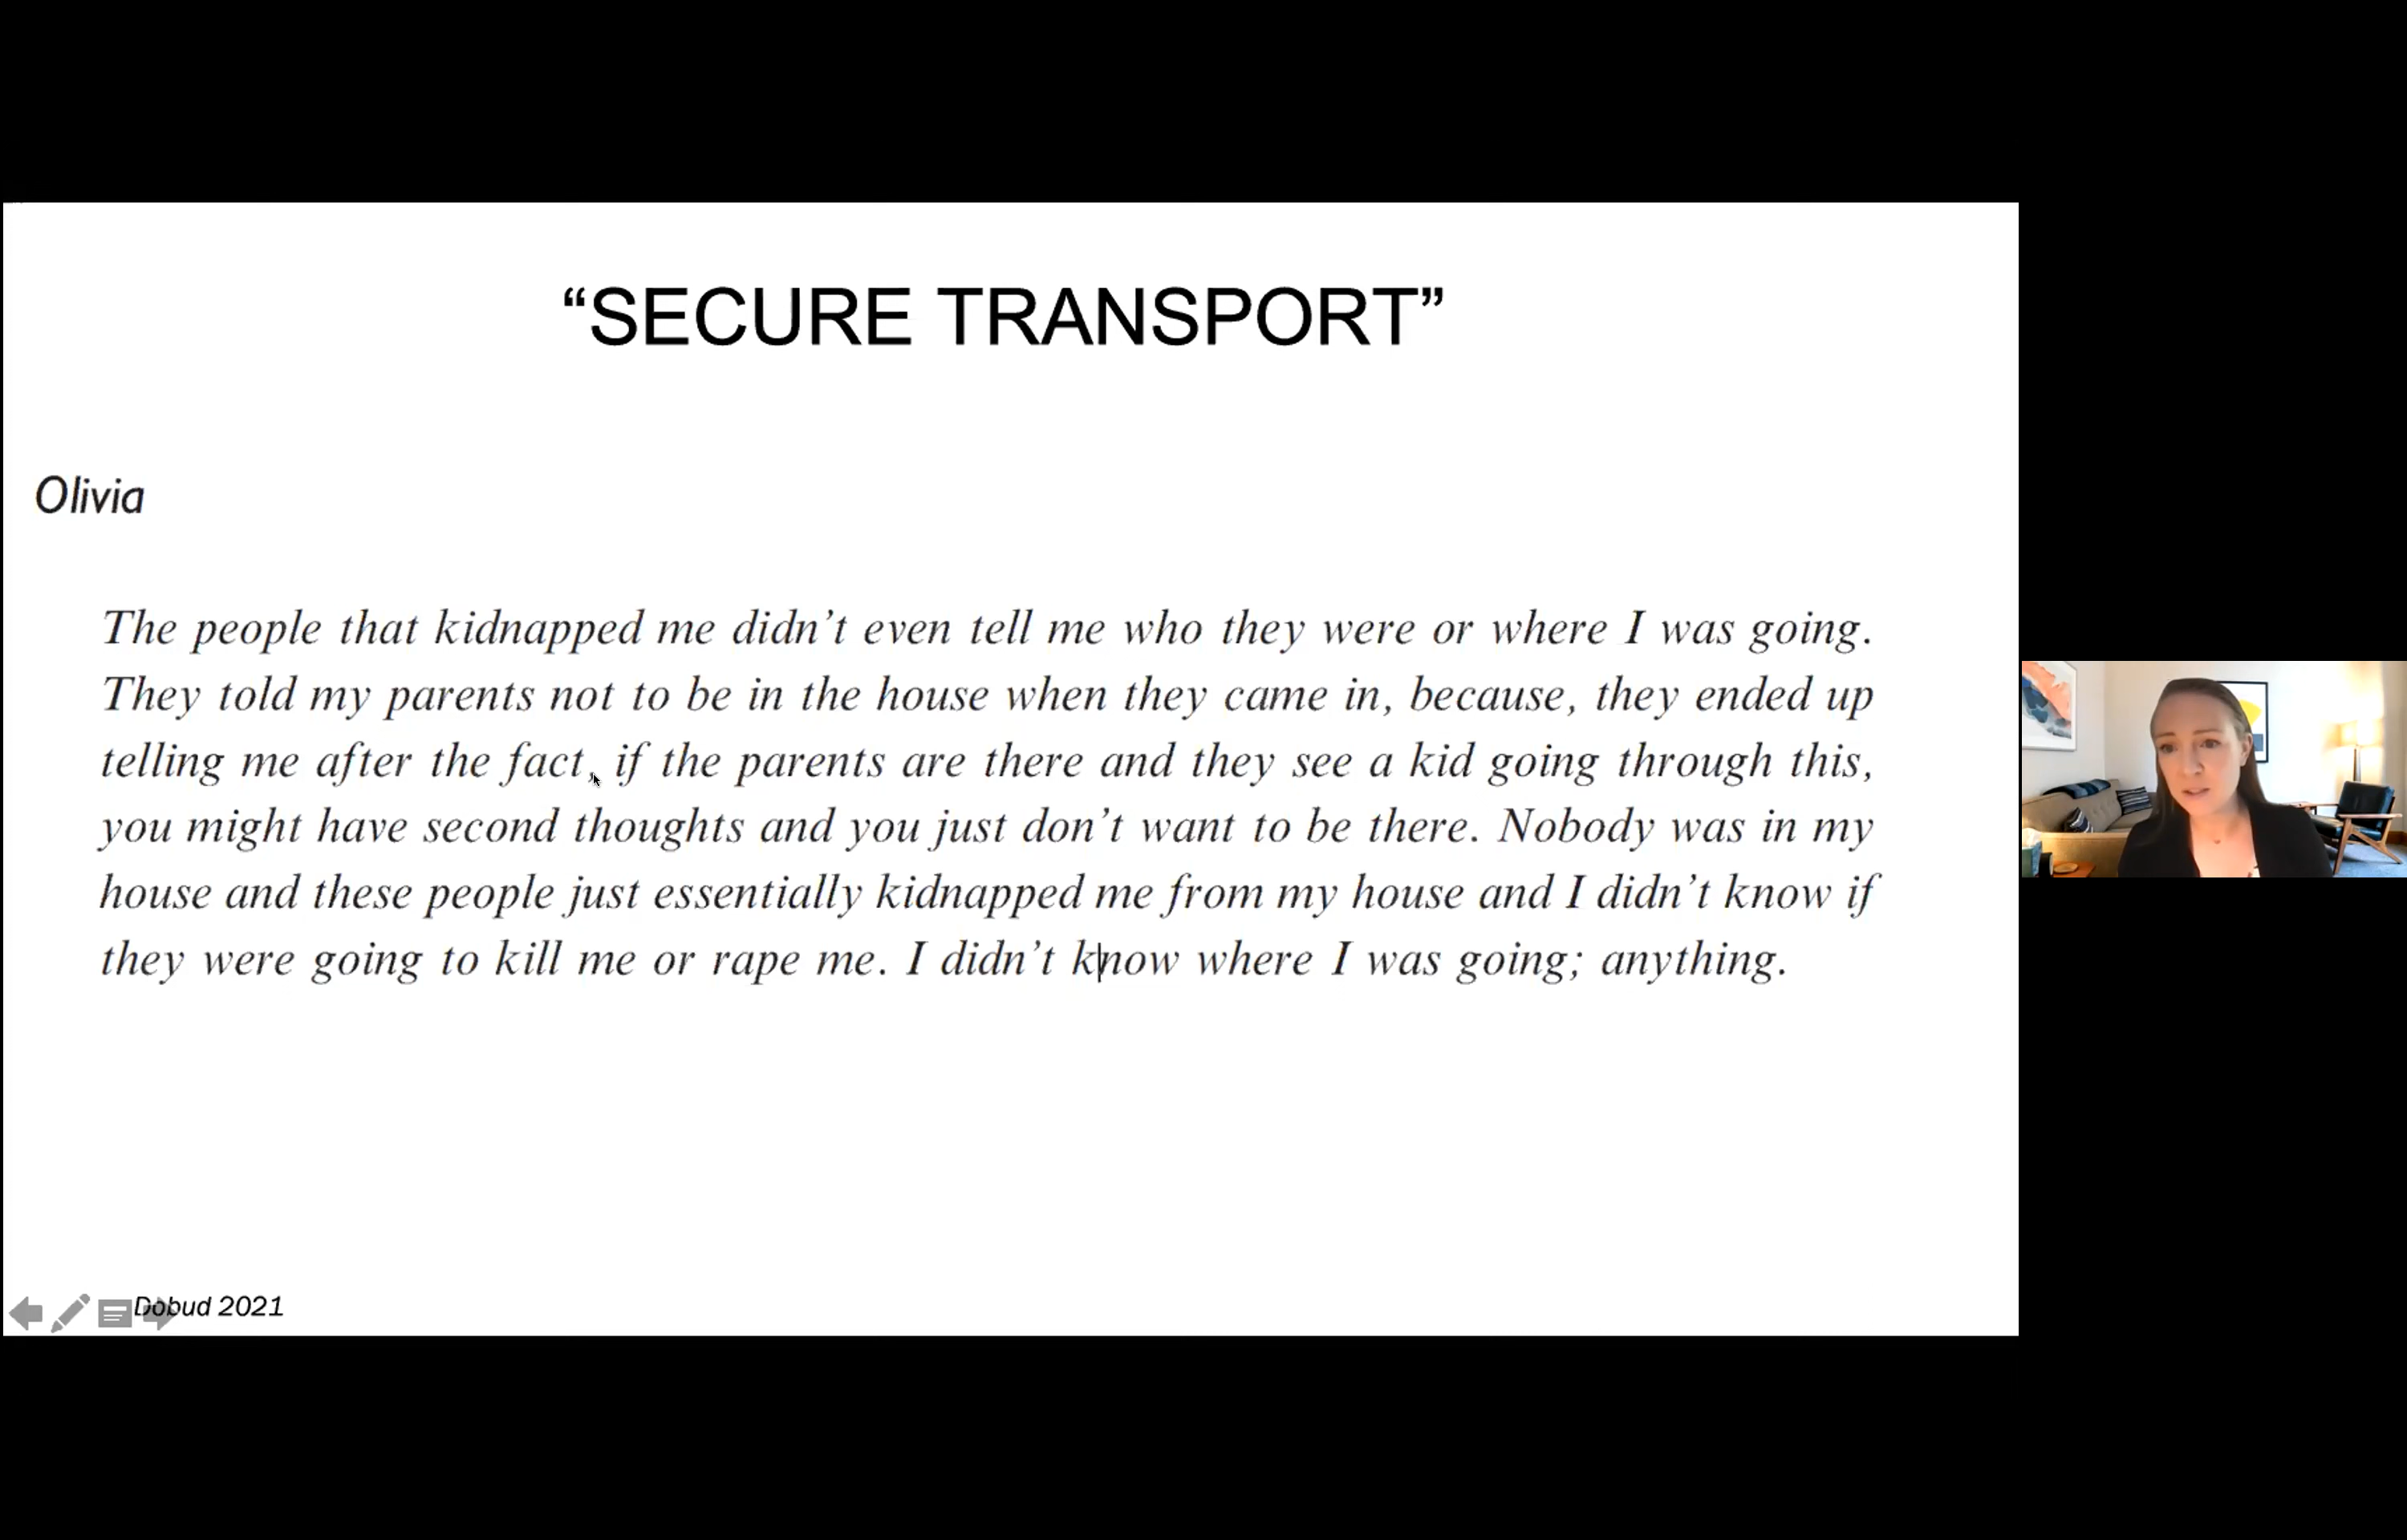 “SECURE TRANSPORT”
Olivia
The people that kidnapped me didn’t even tell me who they were or where I was going.
They told my parents not to be in the house when they came in, because, they ended up
telling me after the fact, if the parents are there and they see a kid going through this,
you might have second thoughts and you just don’t want to be there. Nobody was in my
house and these people just essentially kidnapped me from my house and I didn’t know if
they were going to kill me or rape me. I didn’t know where I was going; anything.
Dobud 2021